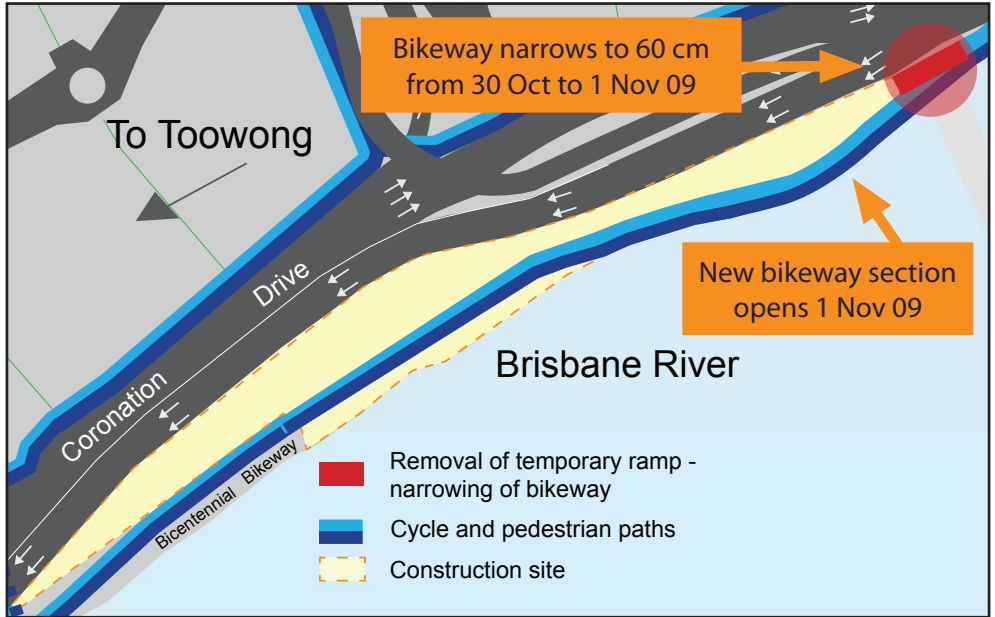 Bikeway narrows to 60 cm
from 30 Oct to 1 Nov 09
To Toowong
New bikeway section
opens 1 Nov 09
Coronation Drive
Brisbane River
Bicentennial Bikeway
Removal of temporary ramp -
narrowing of bikeway
Cycle and pedestrian paths
Construction site